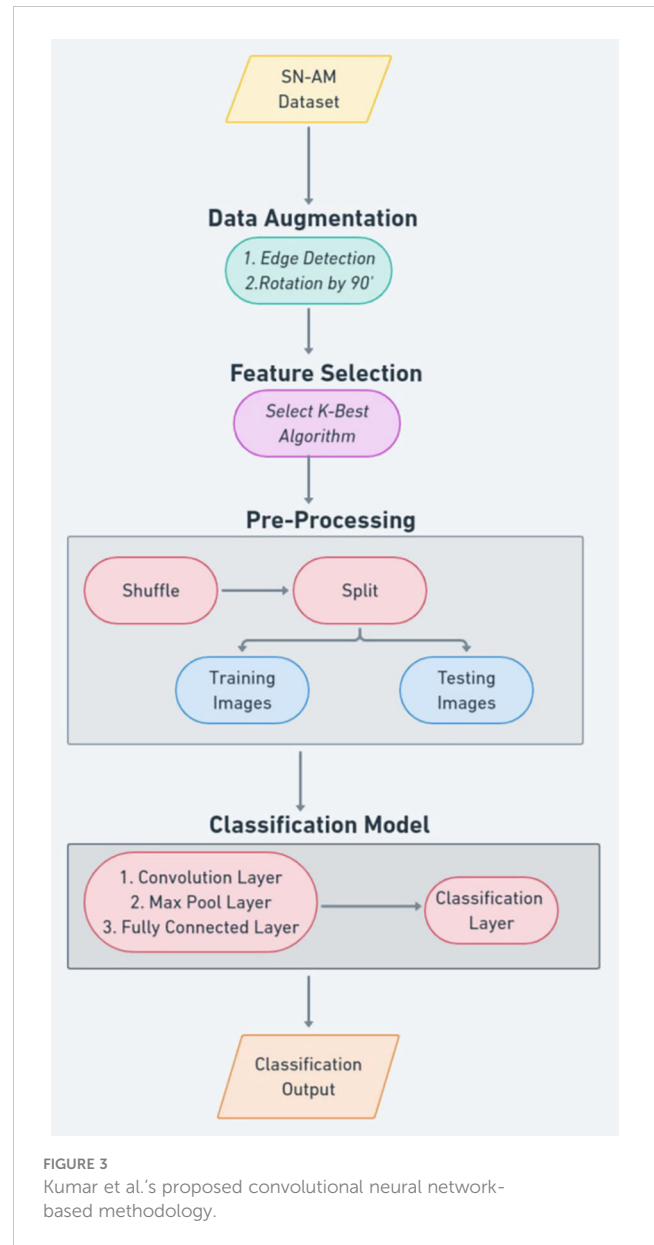 SN-AM
Dataset
Data Augmentation
1. Edge Detection
2.Rotation by 90°
Feature Selection
Select K-Best
Algorithm
Pre-Processing
Shuffle
Split
Training
Images
Testing
Images
Classification Model
1. Convolution Layer
2. Max Pool Layer
3. Fully Connected Layer
Classification
Layer
Classification
Output
FIGURE 3
Kumar et al.'s proposed convolutional neural network-
based methodology.